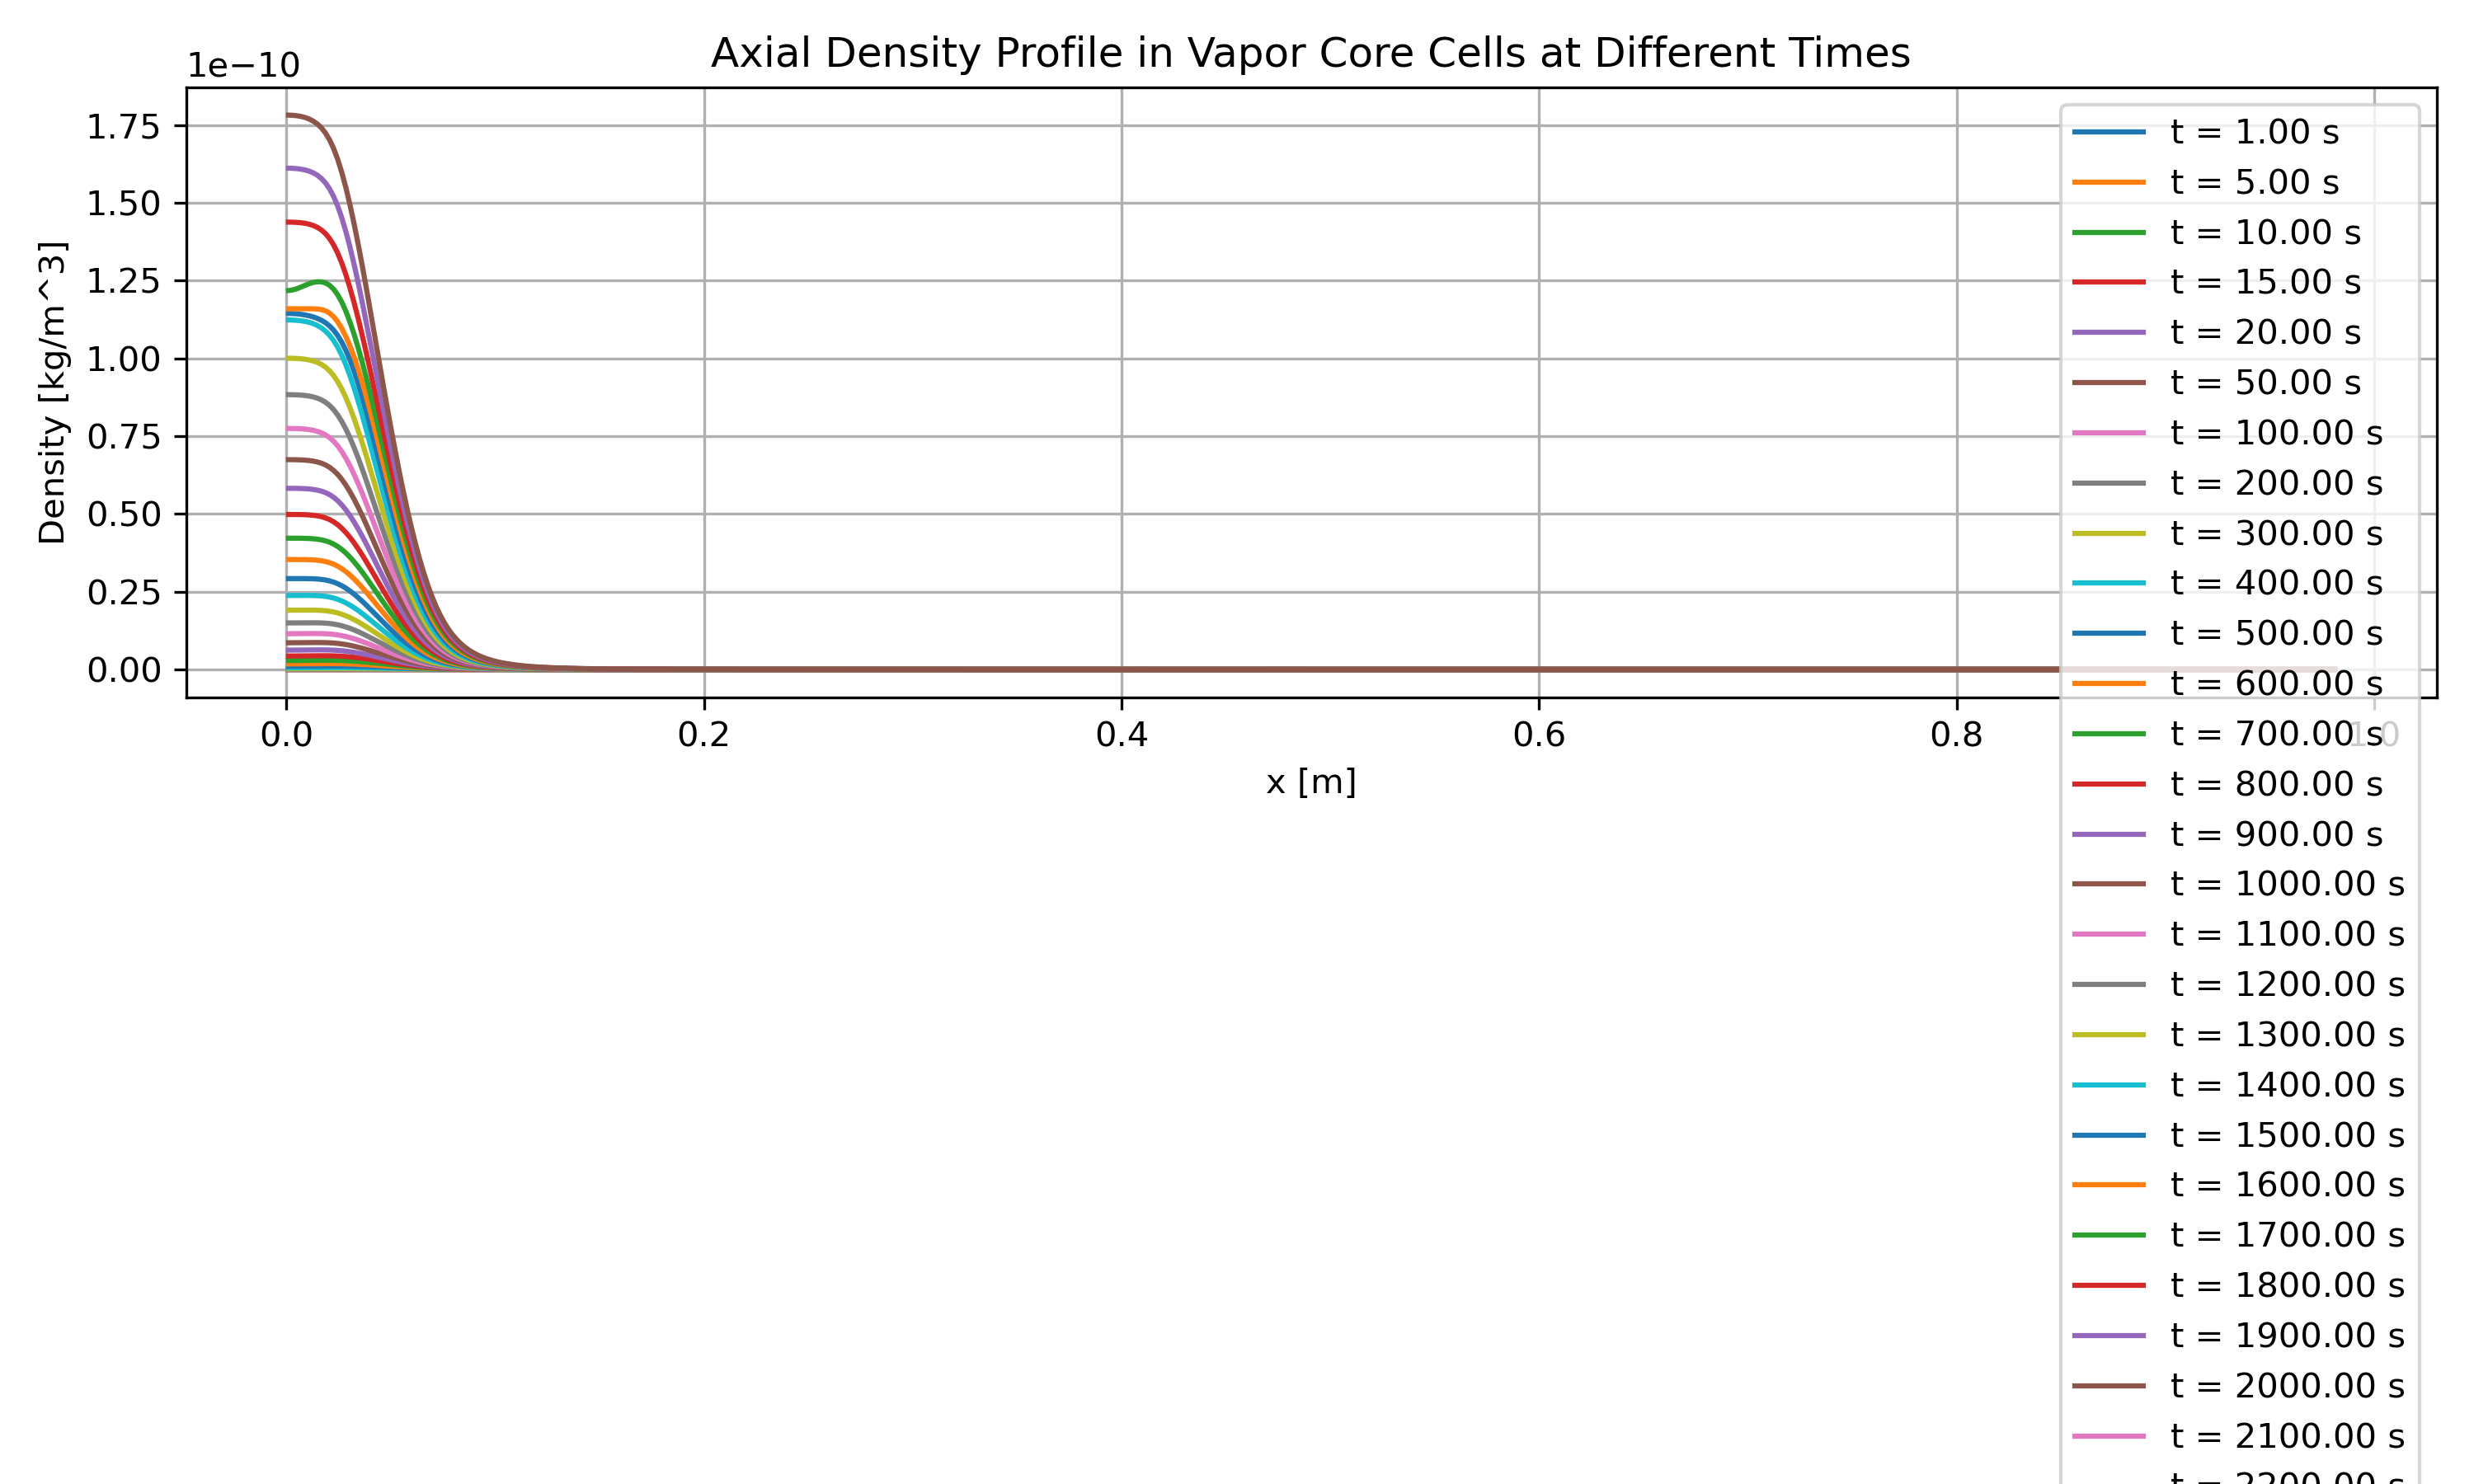 Axial Density Profile in Vapor Core Cells at Different Times
1e−10
Density [kg/m^3]
1.75
1.50
1.25
1.00
0.75
0.50
0.25
0.00
0.0
0.2
0.4
0.6
0.8
1.0
x [m]
t = 1.00 s
t = 5.00 s
t = 10.00 s
t = 15.00 s
t = 20.00 s
t = 50.00 s
t = 100.00 s
t = 200.00 s
t = 300.00 s
t = 400.00 s
t = 500.00 s
t = 600.00 s
t = 700.00 s
t = 800.00 s
t = 900.00 s
t = 1000.00 s
t = 1100.00 s
t = 1200.00 s
t = 1300.00 s
t = 1400.00 s
t = 1500.00 s
t = 1600.00 s
t = 1700.00 s
t = 1800.00 s
t = 1900.00 s
t = 2000.00 s
t = 2100.00 s
t = 2200.00 s